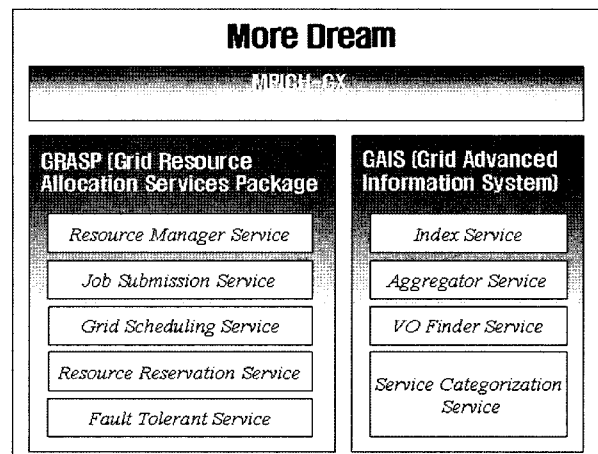 More Dream
MPICH-GX
GRASP (Grid Resource
Allocation Services Package
Resource Manager Service
Job Submission Service
Grid Scheduling Service
Resource Reservation Service
Fault Tolerant Service
GAIS (Grid Advanced
Information System)
Index Service
Aggregator Service
VO Finder Service
Service Categorization
Service